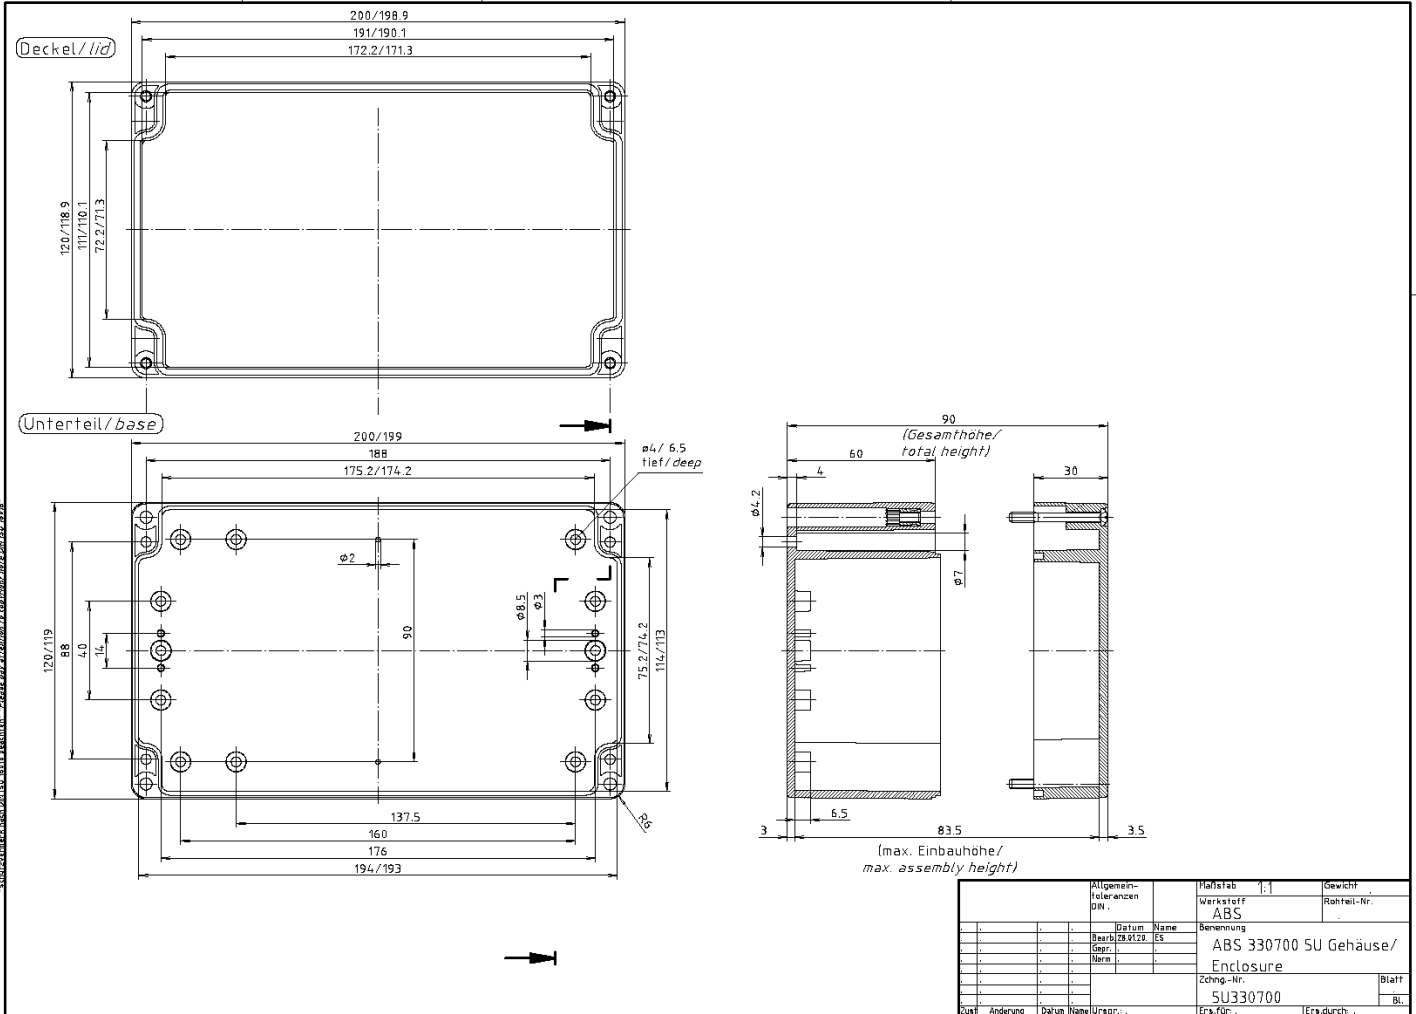 Deckel/lid
200/198.9
191/190.1
172.2/171.3
120/118.9
111/110.1
72.2/71.3
Unterteil/base
200/199
188
175.2/174.2
ø4/ 6.5
tief/deep
ø2
ø8.5
ø3
90
75.2/74.2
114/113
120/119
88
40
14
137.5
160
176
194/193
R6
90
(Gesamthöhe/
total height)
60
4
30
ø4.2
ø7
6.5
3
83.5
3.5
(max. Einbauhöhe/
max. assembly height)
Allgemein-
toleranzen
DIN .
Maßstab 1:1
Gewicht
Werkstoff
ABS
Rohteil-Nr.
Datum Name
Bearb. 28.01.20. ES
Gepr.
Norm
Benennung
ABS 330700 SU Gehäuse/
Enclosure
Zchng.-Nr.
SU330700
Blatt
Bl.
Zust Änderung Datum Name Urspr.: . Ers.für: . Ers.durch: .